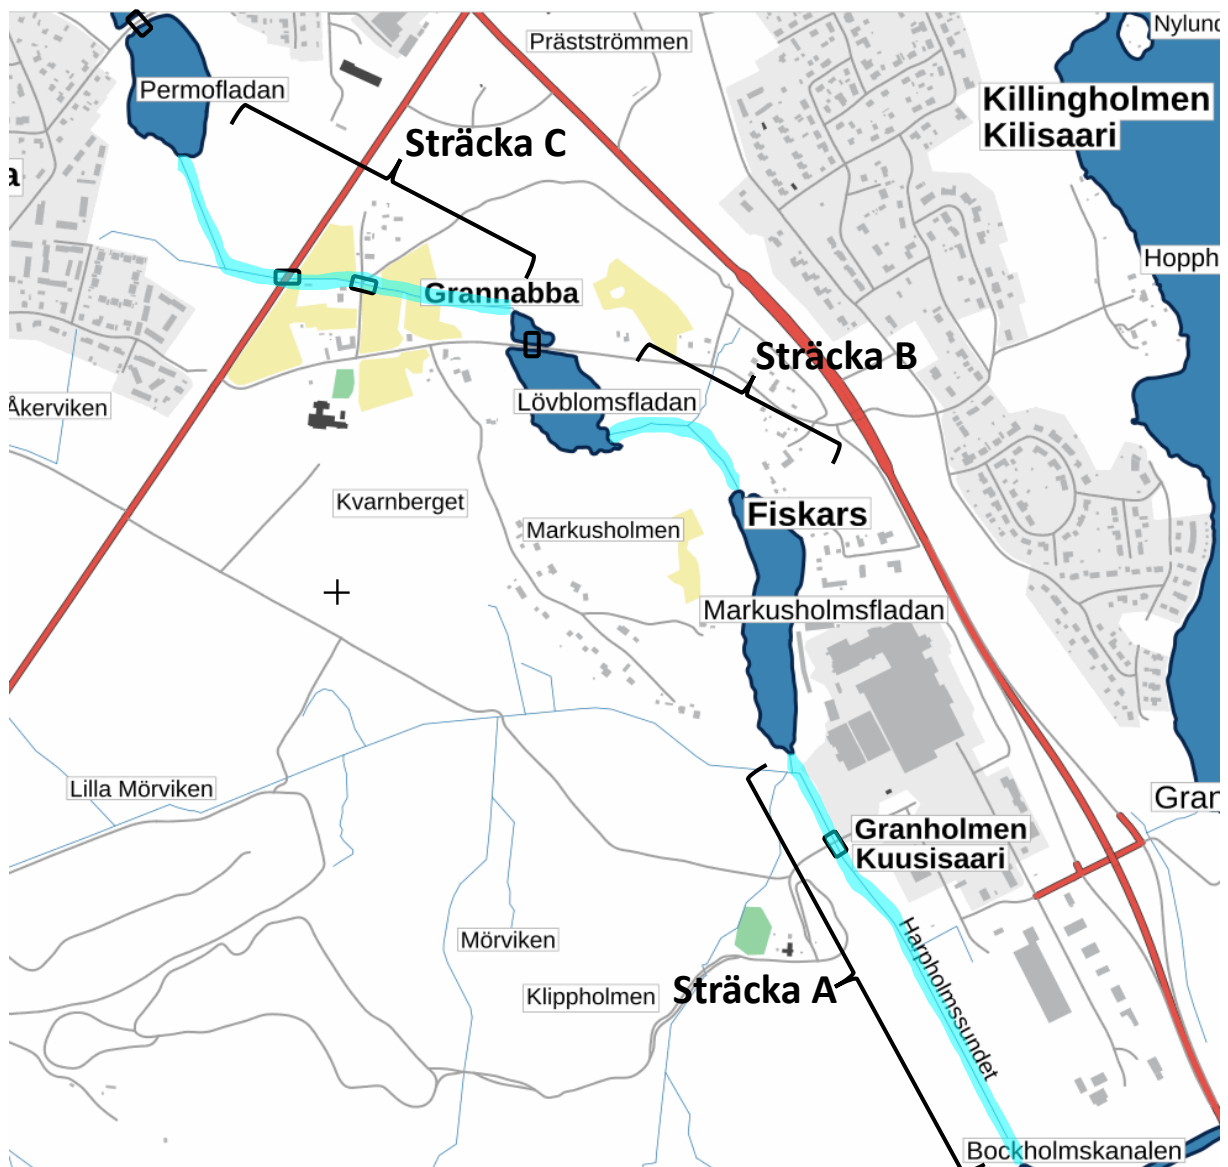 Nylund
Prästströmmen
Permofladan
Killingholmen
Kilisaari
Sträcka C
a
Hopph
Grannabba
Sträcka B
Åkerviken
Lövblomsfladan
Kvarnberget
Fiskars
Markusholmen
Markusholmsfladan
Lilla Mörviken
Gran
Granholmen
Kuusisaari
Mörviken
Harpholmssundet
Klippholmen
Sträcka A
Bockholmskanalen